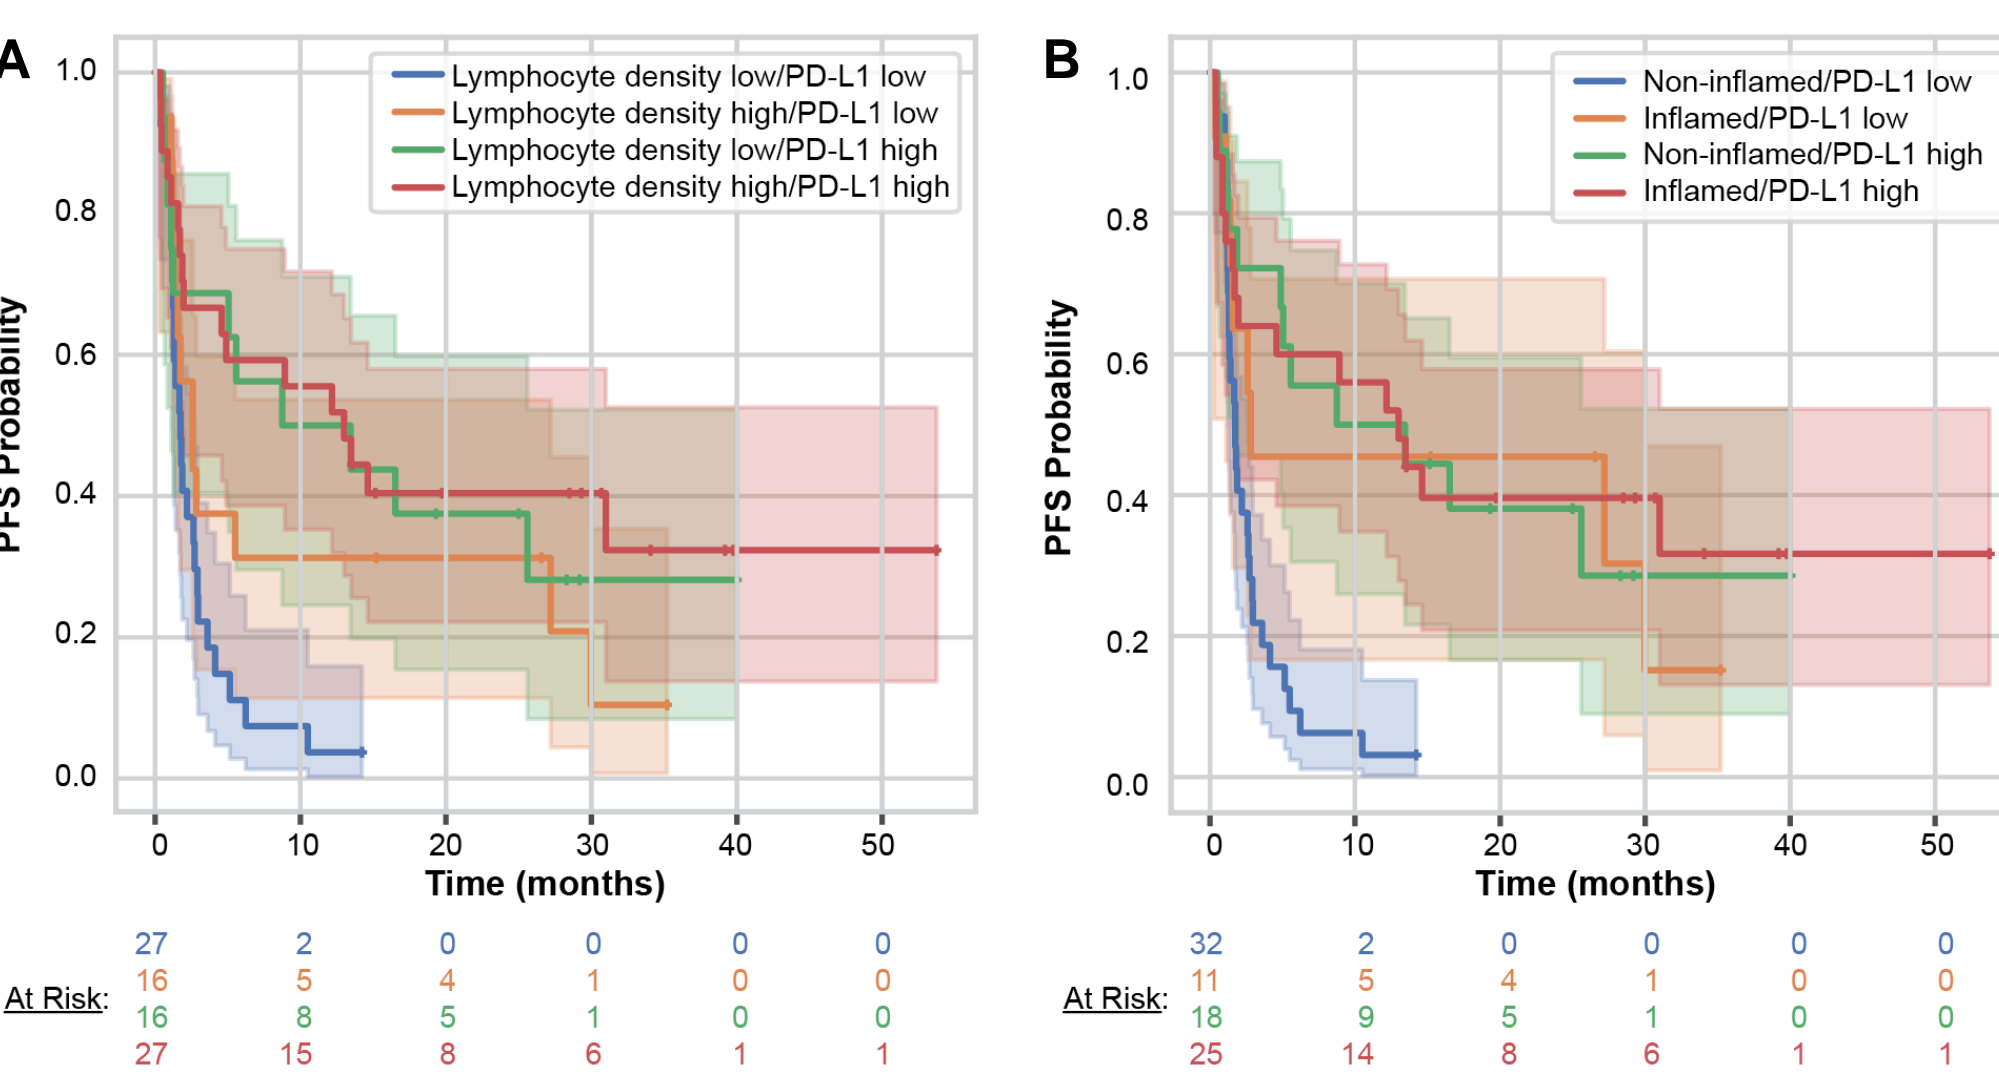 A
1.0
0.8
0.6
0.4
0.2
0.0
PFS Probability
Lymphocyte density low/PD-L1 low
Lymphocyte density high/PD-L1 low
Lymphocyte density low/PD-L1 high
Lymphocyte density high/PD-L1 high
0 10 20 30 40 50
Time (months)
At Risk:
27 2 0 0 0 0
16 5 4 1 0 0
16 8 5 1 0 0
27 15 8 6 1 1
B
1.0
0.8
0.6
0.4
0.2
0.0
PFS Probability
Non-inflamed/PD-L1 low
Inflamed/PD-L1 low
Non-inflamed/PD-L1 high
Inflamed/PD-L1 high
0 10 20 30 40 50
Time (months)
At Risk:
32 2 0 0 0 0
11 5 4 1 0 0
18 9 5 1 0 0
25 14 8 6 1 1